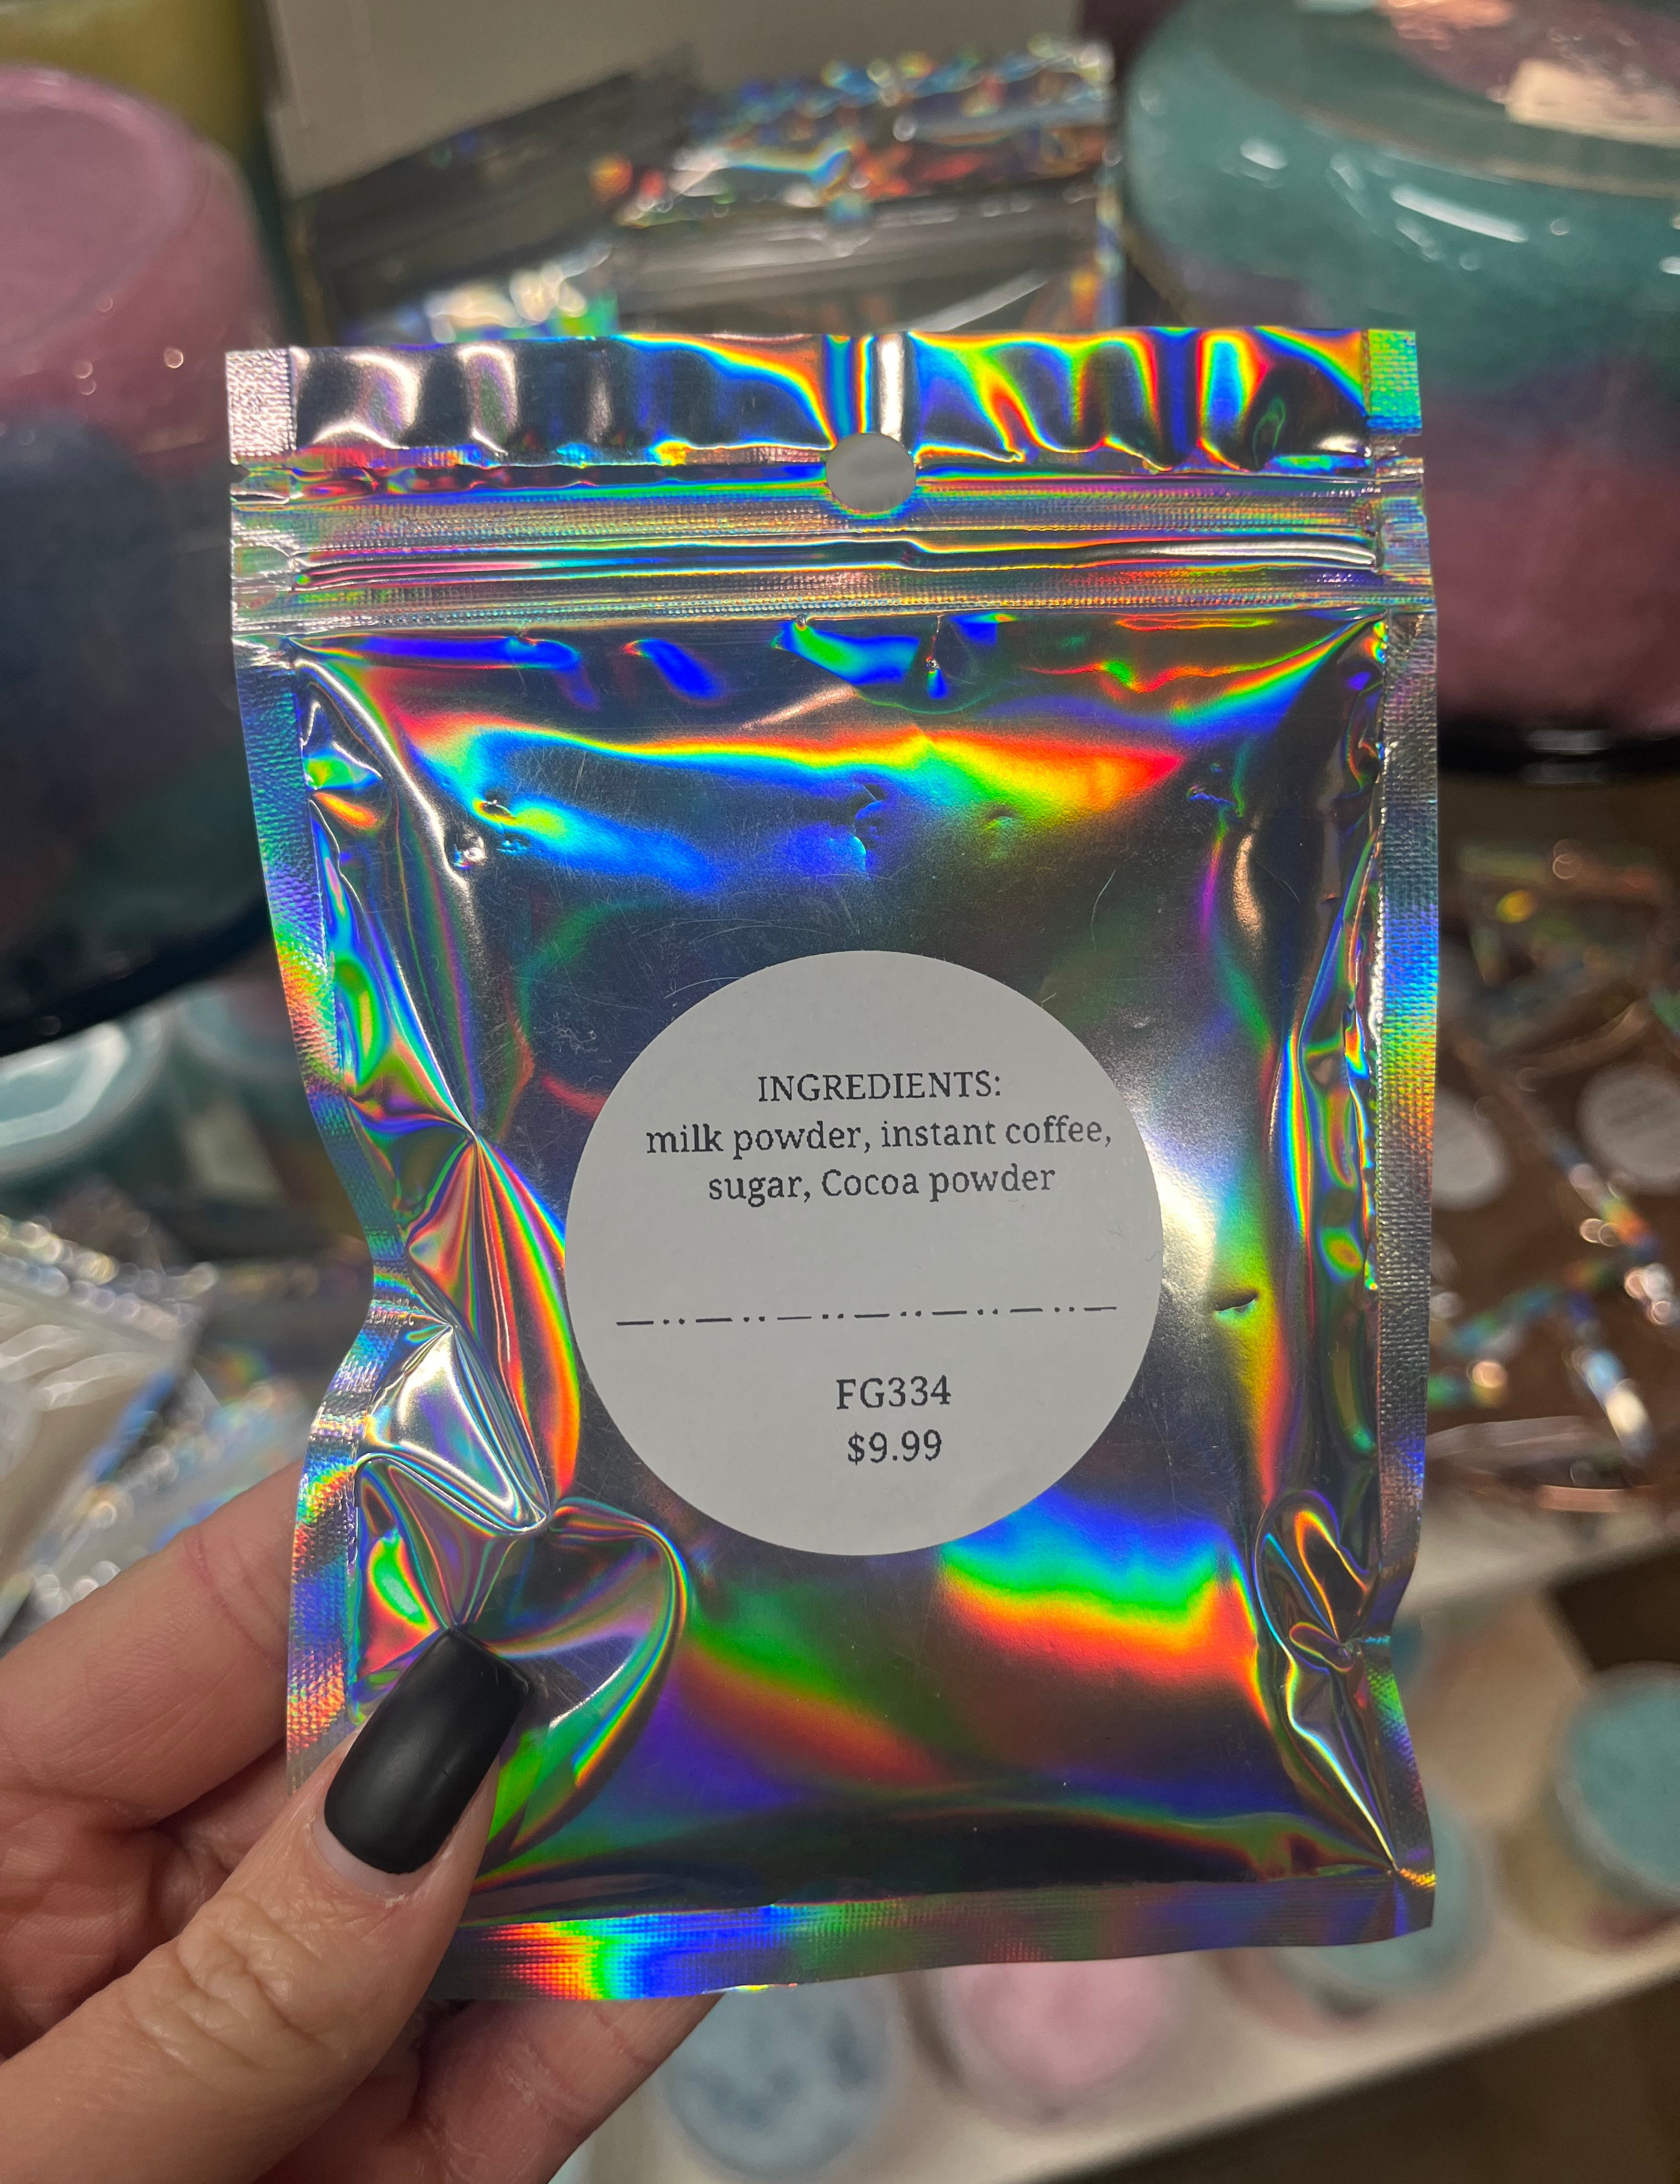 INGREDIENTS:
milk powder, instant coffee,
sugar, Cocoa powder
FG334
$9.99